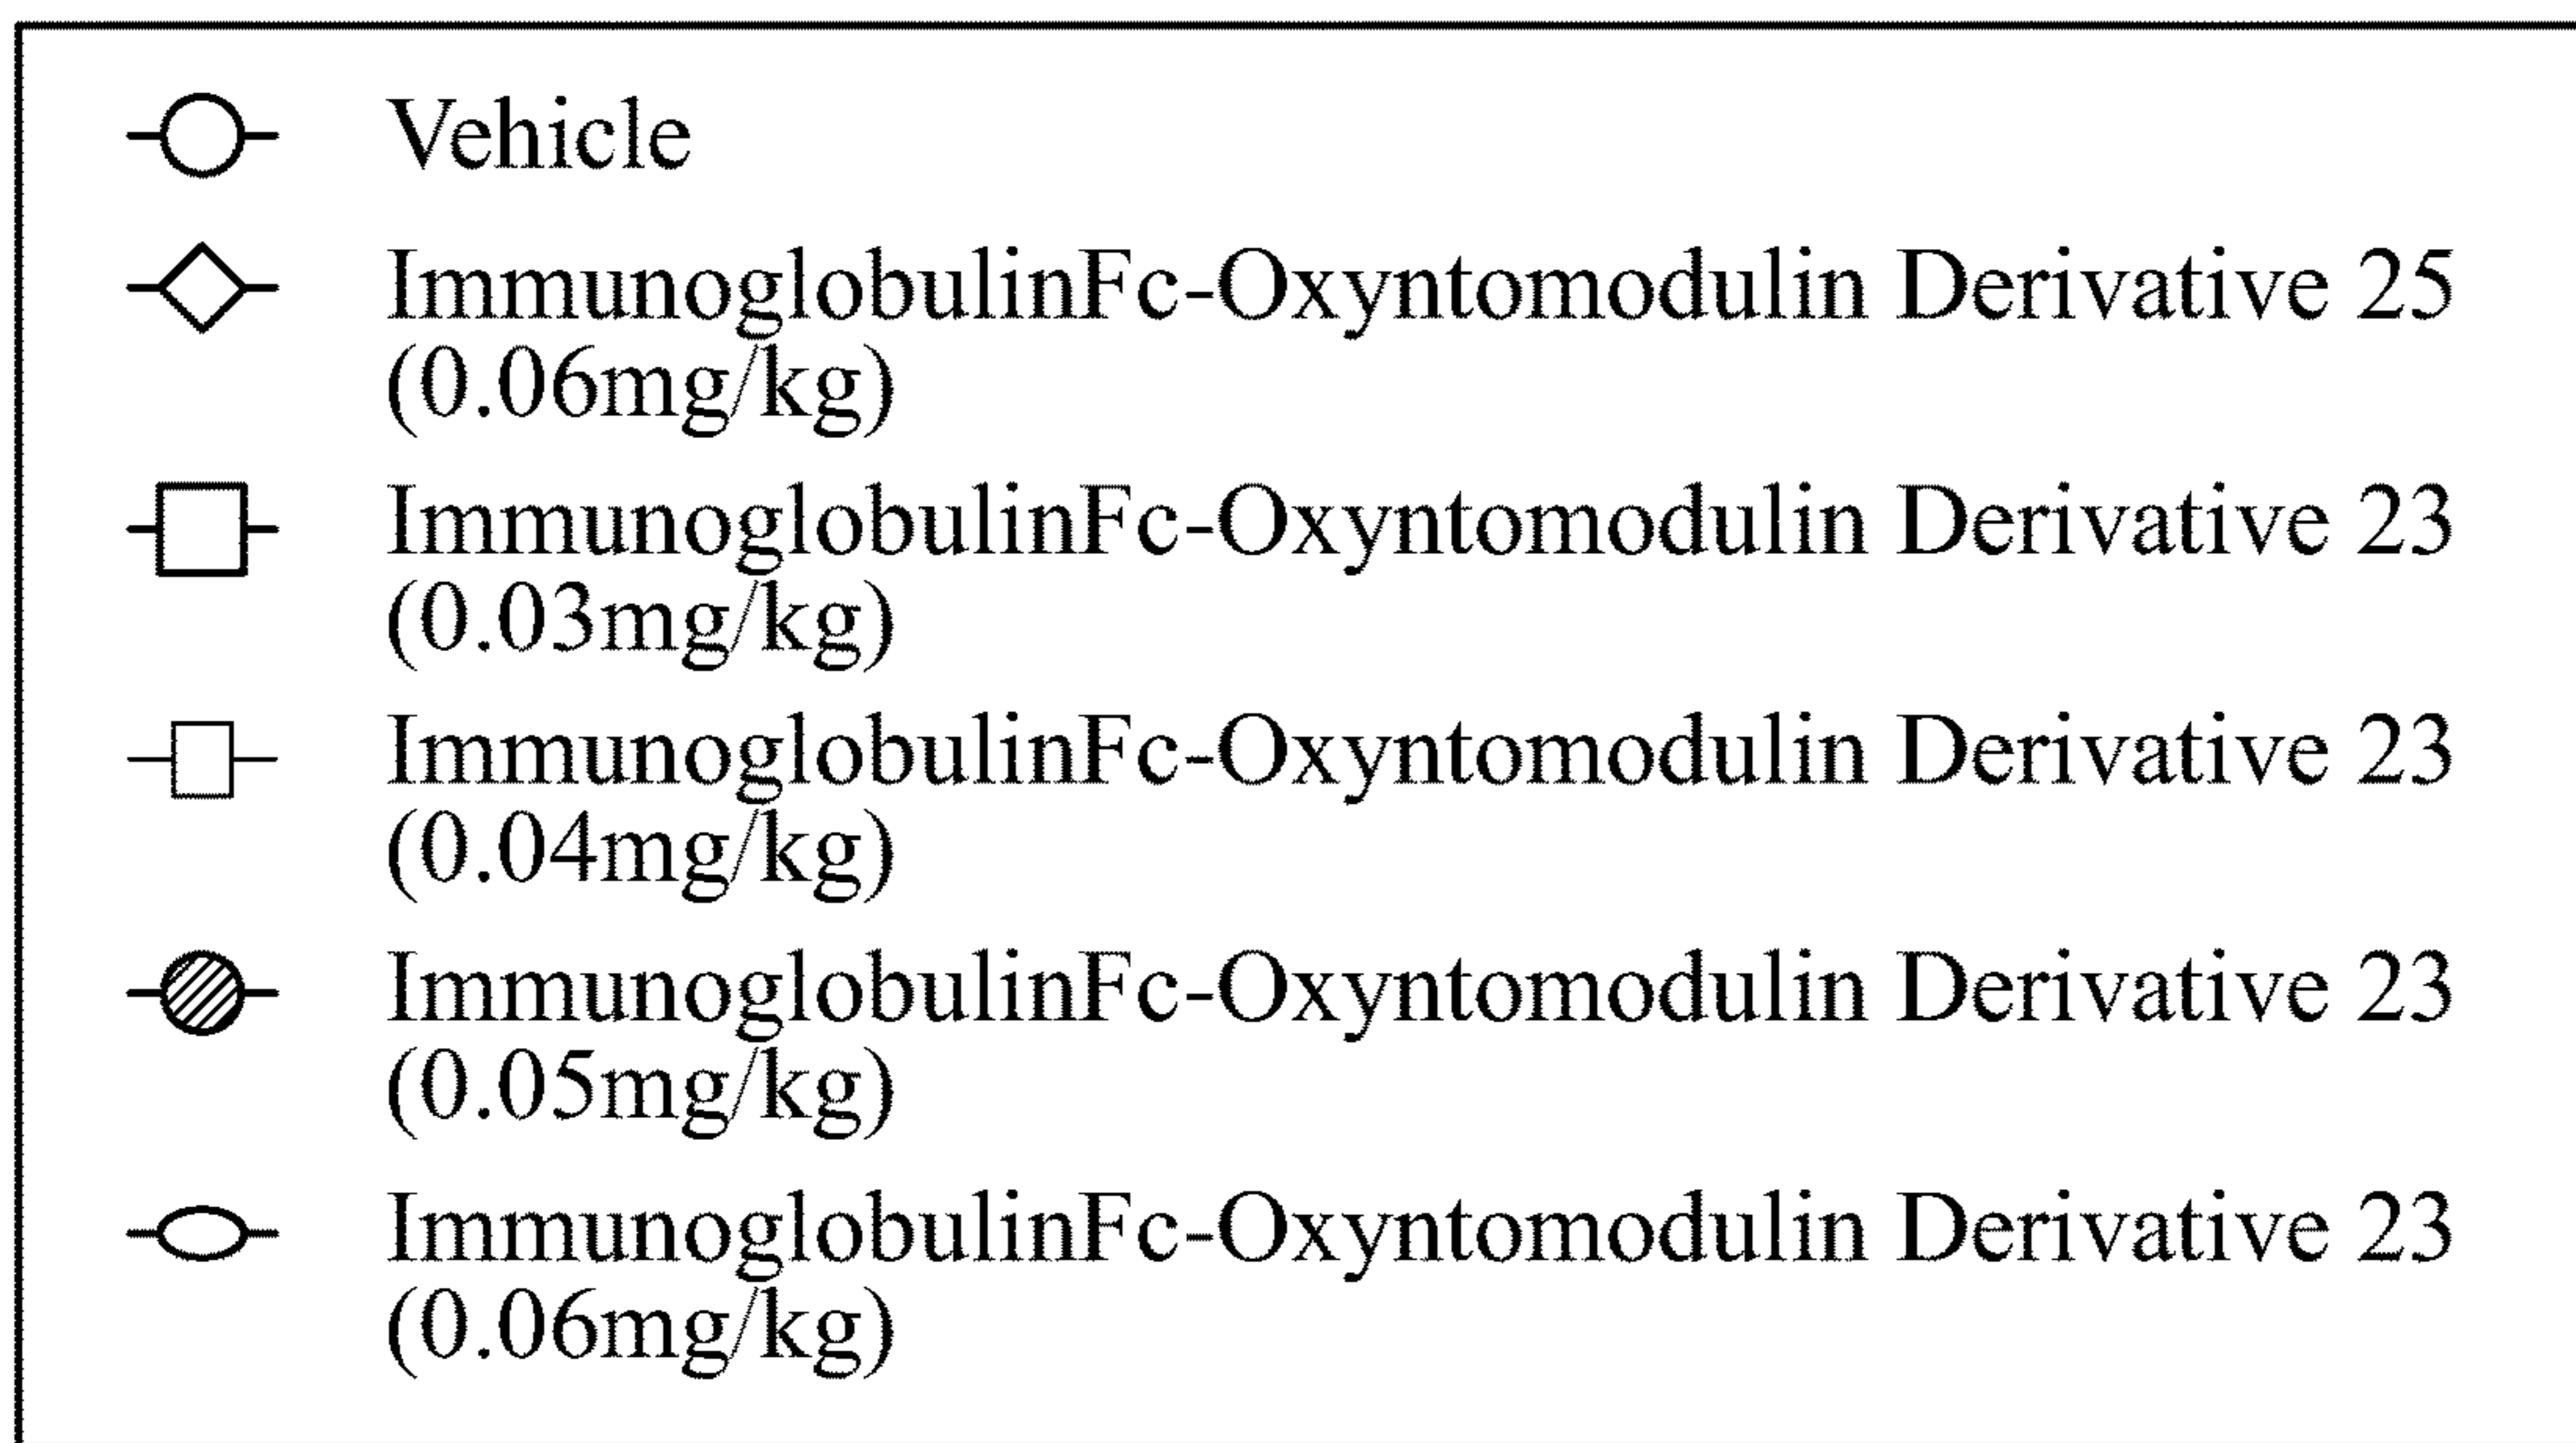 Vehicle
ImmunoglobulinFc-Oxyntomodulin Derivative 25
(0.06mg/kg)
ImmunoglobulinFc-Oxyntomodulin Derivative 23
(0.03mg/kg)
ImmunoglobulinFc-Oxyntomodulin Derivative 23
(0.04mg/kg)
ImmunoglobulinFc-Oxyntomodulin Derivative 23
(0.05mg/kg)
ImmunoglobulinFc-Oxyntomodulin Derivative 23
(0.06mg/kg)